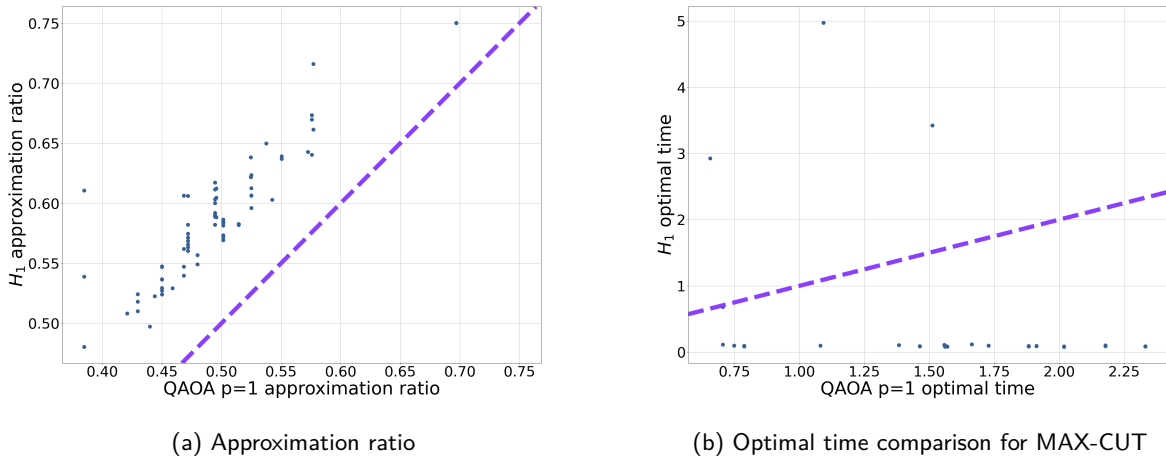 0.75
0.70
0.65
0.60
0.55
0.50
H₁ approximation ratio
0.40 0.45 0.50 0.55 0.60 0.65 0.70 0.75
QAOA p=1 approximation ratio
(a) Approximation ratio
5
4
3
2
1
0
H₁ optimal time
0.75 1.00 1.25 1.50 1.75 2.00 2.25
QAOA p=1 optimal time
(b) Optimal time comparison for MAX-CUT